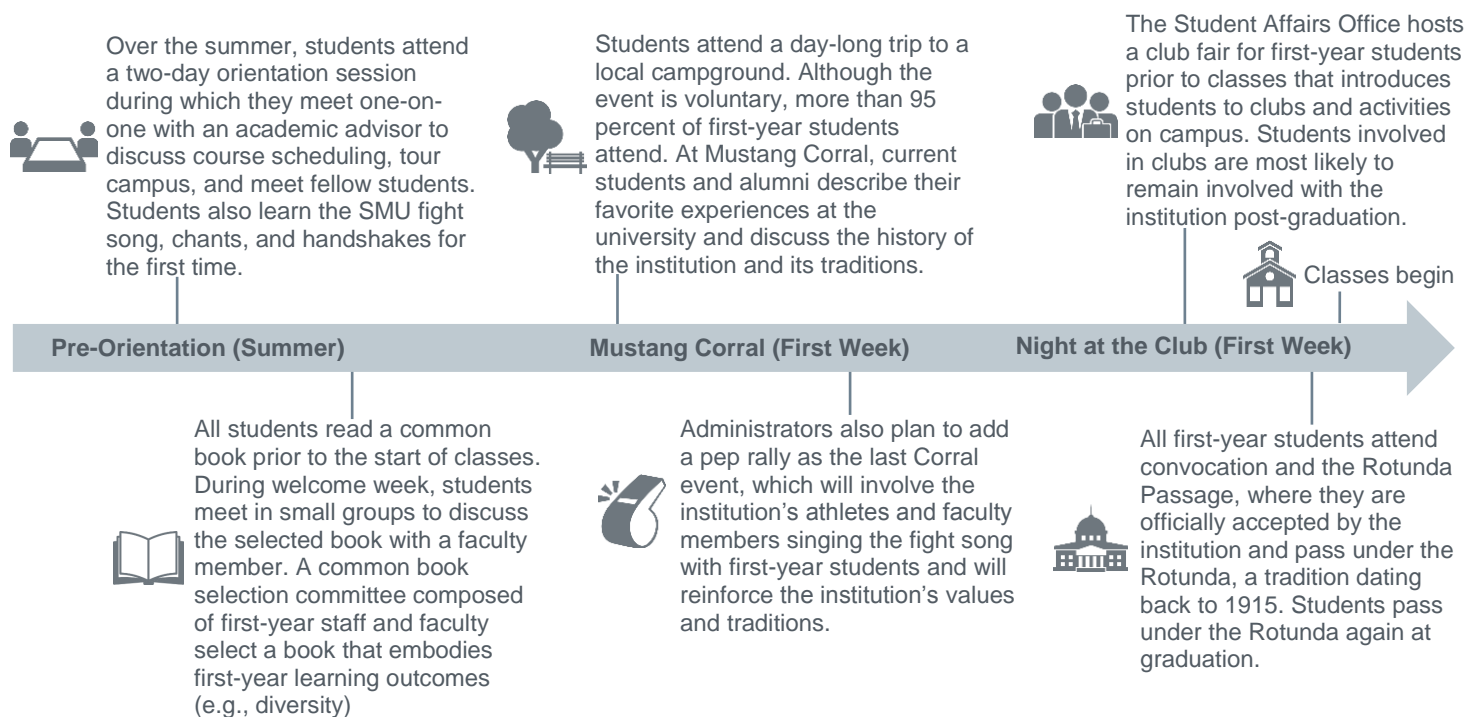 Over the summer, students attend
a two-day orientation session
during which they meet one-on-
one with an academic advisor to
discuss course scheduling, tour
campus, and meet fellow students.
Students also learn the SMU fight
song, chants, and handshakes for
the first time.
Students attend a day-long trip to a
local campground. Although the
event is voluntary, more than 95
percent of first-year students
attend. At Mustang Corral, current
students and alumni describe their
favorite experiences at the
university and discuss the history of
the institution and its traditions.
The Student Affairs Office hosts
a club fair for first-year students
prior to classes that introduces
students to clubs and activities
on campus. Students involved
in clubs are most likely to
remain involved with the
institution post-graduation.
Classes begin
Pre-Orientation (Summer)
Mustang Corral (First Week)
Night at the Club (First Week)
All students read a common
book prior to the start of classes.
During welcome week, students
meet in small groups to discuss
the selected book with a faculty
member. A common book
selection committee composed
of first-year staff and faculty
select a book that embodies
first-year learning outcomes
(e.g., diversity)
Administrators also plan to add
a pep rally as the last Corral
event, which will involve the
institution’s athletes and faculty
members singing the fight song
with first-year students and will
reinforce the institution’s values
and traditions.
All first-year students attend
convocation and the Rotunda
Passage, where they are
officially accepted by the
institution and pass under the
Rotunda, a tradition dating
back to 1915. Students pass
under the Rotunda again at
graduation.